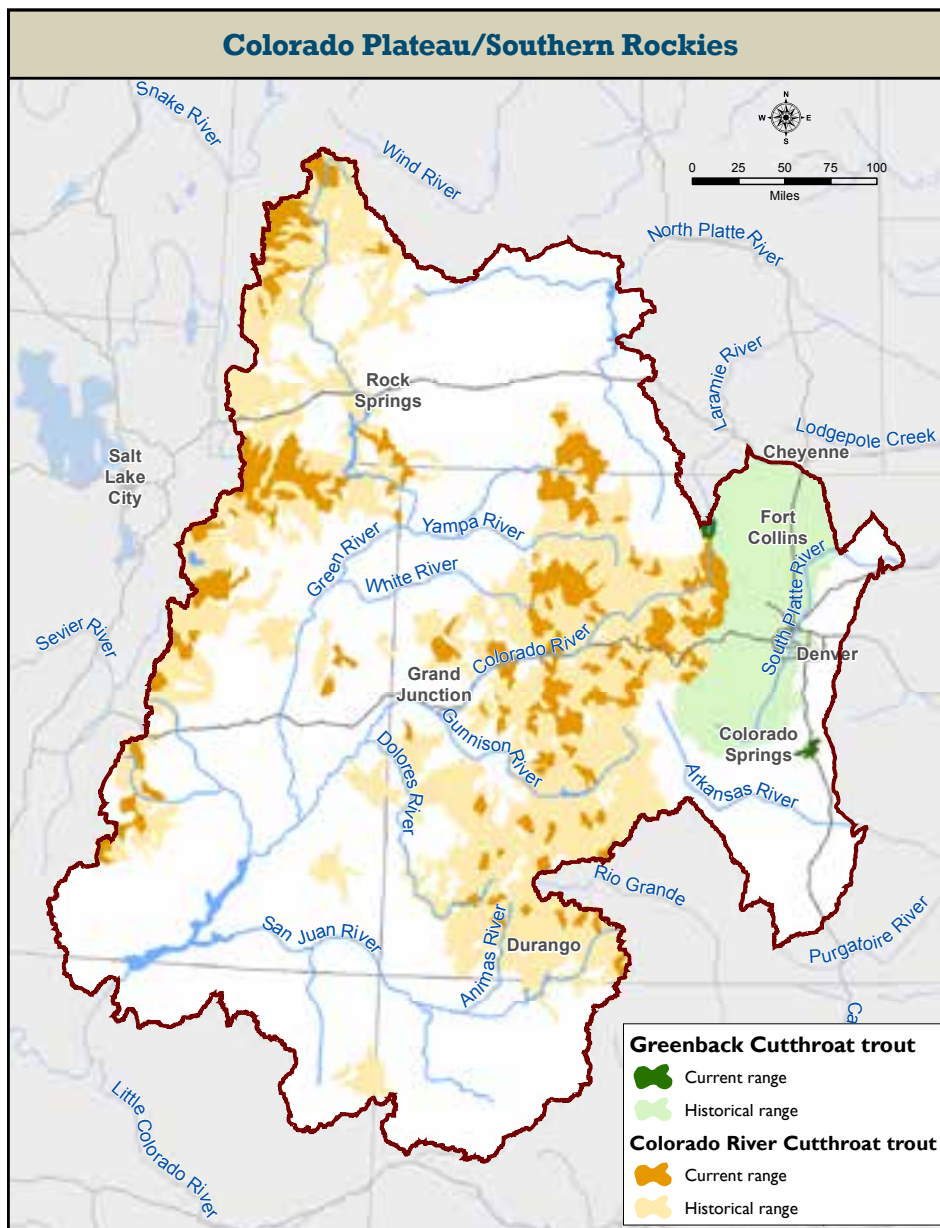 Colorado Plateau/Southern Rockies
Snake River
Wind River
N
W E
S
0 25 50 75 100
Miles
North Platte River
Laramie River
Rock
Springs
Lodgepole Creek
Cheyenne
Salt
Lake
City
Fort
Collins
Yampa River
Green River
White River
South Platte River
Sevier River
Colorado River
Denver
Grand
Junction
Gunnison River
Dolores River
Colorado
Springs
Arkansas River
Rio Grande
San Juan River
Animas River
Durango
Purgatoire River
Ca
Little Colorado River
Greenback Cutthroat trout
Current range
Historical range
Colorado River Cutthroat trout
Current range
Historical range